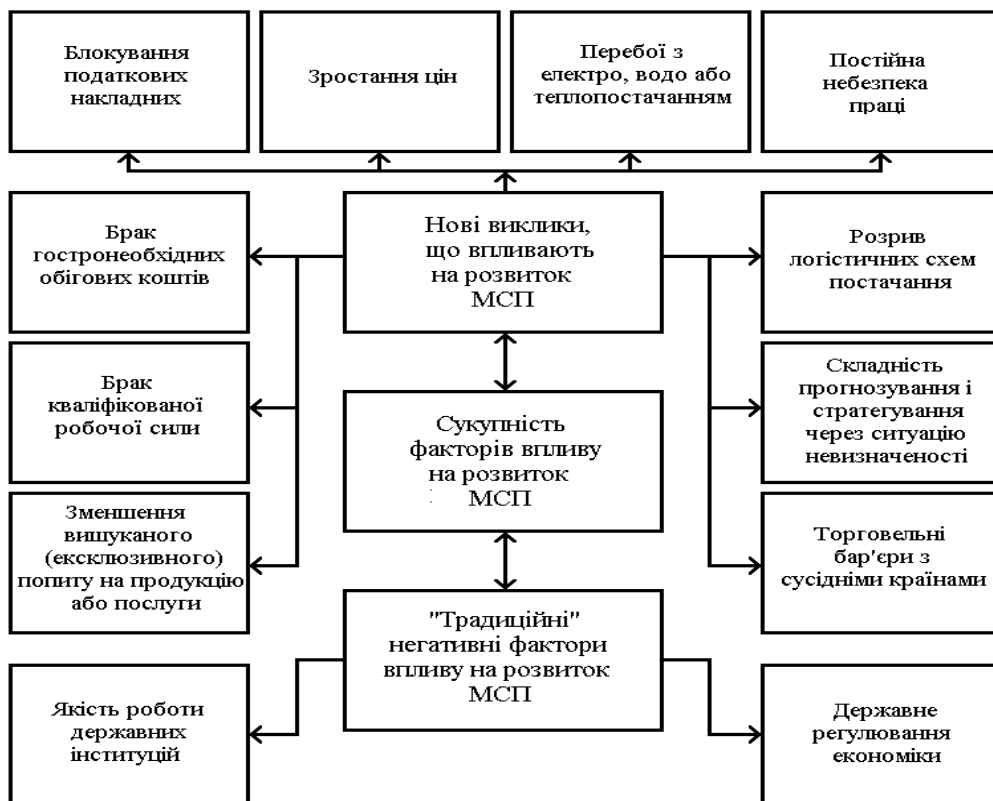 Блокування
податкових
накладних
Зростання цін
Перебої з
електро, водо або
теплопостачанням
Постійна
небезпека
праці
Брак
гостронеобхідних
обігових коштів
Нові виклики,
що впливають
на розвиток
МСП
Розрив
логістичних схем
постачання
Брак
кваліфікованої
робочої сили
Сукупність
факторів впливу
на розвиток
МСП
Складність
прогнозування і
стратегування
через ситуацію
невизначеності
Зменшення
вишуканого
(ексклюзивного)
попиту на продукцію
або послуги
Торговельні
бар'єри з
сусідніми країнами
"Традиційні"
негативні фактори
впливу на розвиток
МСП
Якість роботи
державних
інституцій
Державне
регулювання
економіки